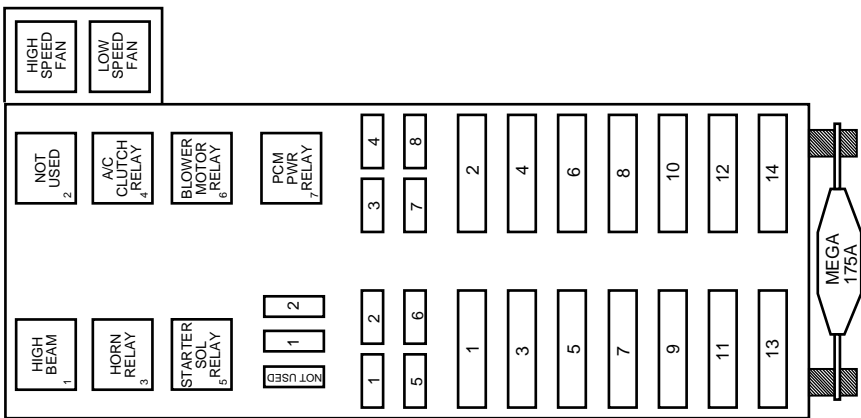 HIGH
SPEED
FAN
LOW
SPEED
FAN
NOT
USED
2
A/C
CLUTCH
RELAY
4
BLOWER
MOTOR
RELAY
6
PCM
PWR
RELAY
7
4
8
3
7
2
4
6
8
10
12
14
HIGH
BEAM
1
HORN
RELAY
3
STARTER
SOL
RELAY
5
2
1
NOT USED
2
6
1
5
1
3
5
7
9
11
13
MEGA
175A